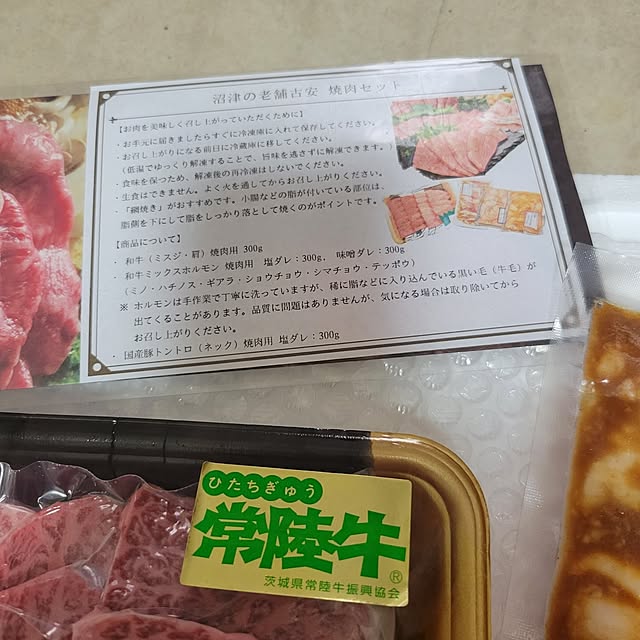 沼津の老舗古安 焼肉セット
【お肉を美味しく召し上がっていただくために】
・お手元に届きましたらすぐに冷凍庫に入れて保存してください。
・お召し上がりになる前日に冷蔵庫に移してください。
（低温でゆっくり解凍することで、旨味を逃さずに解凍できます。）
・食味を保つため、解凍後の再冷凍はしないでください。
・生食はできません。よく火を通してからお召し上がりください。
・「網焼き」がおすすめです。小腸などの脂が付いている部位は、
脂側を下にして脂をしっかり落として焼くのがポイントです。
【商品について】
・和牛（ミスジ・肩）焼肉用 300g
・和牛ミックスホルモン 焼肉用 塩ダレ：300g, 味噌ダレ：300g
（ミノ・ハチノス・ギアラ・ショウチョウ・シマチョウ・テッポウ）
※ ホルモンは手作業で丁寧に洗っていますが、稀に脂などに入り込んでいる黒い毛（牛毛）が
出てくることがあります。品質に問題はありませんが、気になる場合は取り除いてから
お召し上がりください。
国産豚トントロ（ネック）焼肉用 塩ダレ：300g
ひたちぎゅう
常陸牛
®
茨城県常陸牛振興協会